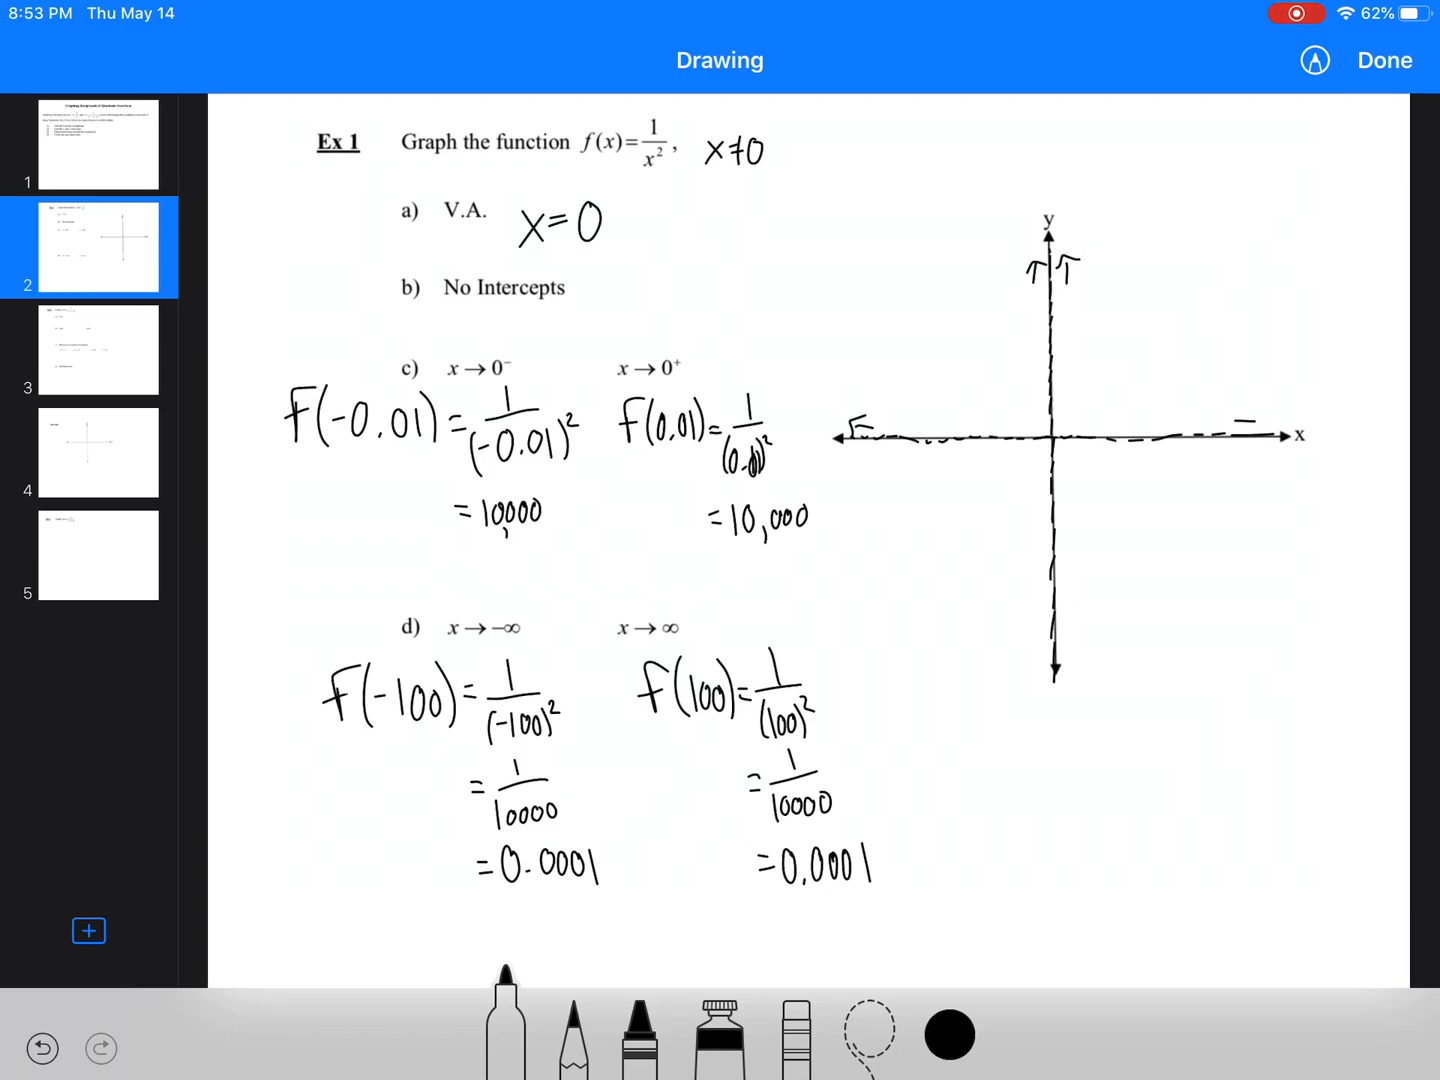 8:53 PM Thu May 14
62%
Drawing
Done
Ex 1 Graph the function f(x)=1/x², x≠0
a) V.A. x=0
b) No Intercepts
c) x→0⁻ x→0⁺
f(-0.01)=1/(-0.01)² f(0.01)=1/(0.01)²
=10,000 =10,000
d) x→-∞ x→∞
f(-100)=1/(-100)² f(100)=1/(100)²
=1/10000 =1/10000
=0.0001 =0.0001
y
x
1
2
3
4
5